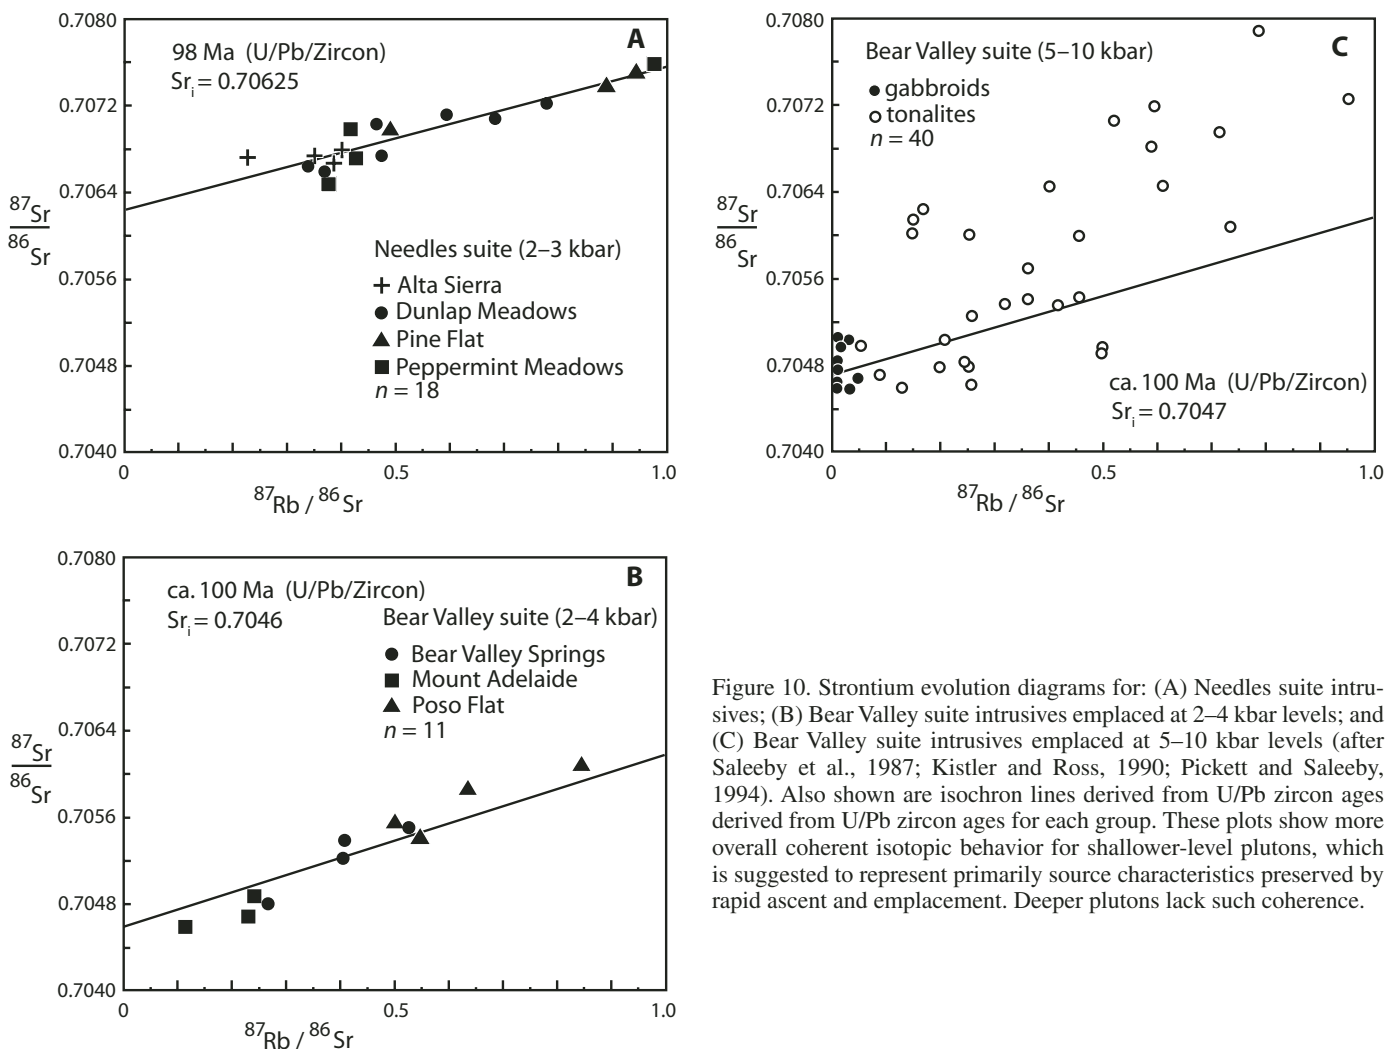 0.7080
0.7072
0.7064
0.7056
0.7048
0.7040
87Sr
86Sr
98 Ma (U/Pb/Zircon)
Sri = 0.70625
A
Needles suite (2–3 kbar)
Alta Sierra
Dunlap Meadows
Pine Flat
Peppermint Meadows
n = 18
0 0.5 1.0
87Rb / 86Sr
0.7080
0.7072
0.7064
0.7056
0.7048
0.7040
87Sr
86Sr
Bear Valley suite (5–10 kbar)
C
gabbroids
tonalites
n = 40
ca. 100 Ma (U/Pb/Zircon)
Sri = 0.7047
0 0.5 1.0
87Rb / 86Sr
0.7080
0.7072
0.7064
0.7056
0.7048
0.7040
87Sr
86Sr
ca. 100 Ma (U/Pb/Zircon)
Sri = 0.7046
B
Bear Valley suite (2–4 kbar)
Bear Valley Springs
Mount Adelaide
Poso Flat
n = 11
0 0.5 1.0
87Rb / 86Sr
Figure 10. Strontium evolution diagrams for: (A) Needles suite intru-
sives; (B) Bear Valley suite intrusives emplaced at 2–4 kbar levels; and
(C) Bear Valley suite intrusives emplaced at 5–10 kbar levels (after
Saleeby et al., 1987; Kistler and Ross, 1990; Pickett and Saleeby,
1994). Also shown are isochron lines derived from U/Pb zircon ages
derived from U/Pb zircon ages for each group. These plots show more
overall coherent isotopic behavior for shallower-level plutons, which
is suggested to represent primarily source characteristics preserved by
rapid ascent and emplacement. Deeper plutons lack such coherence.